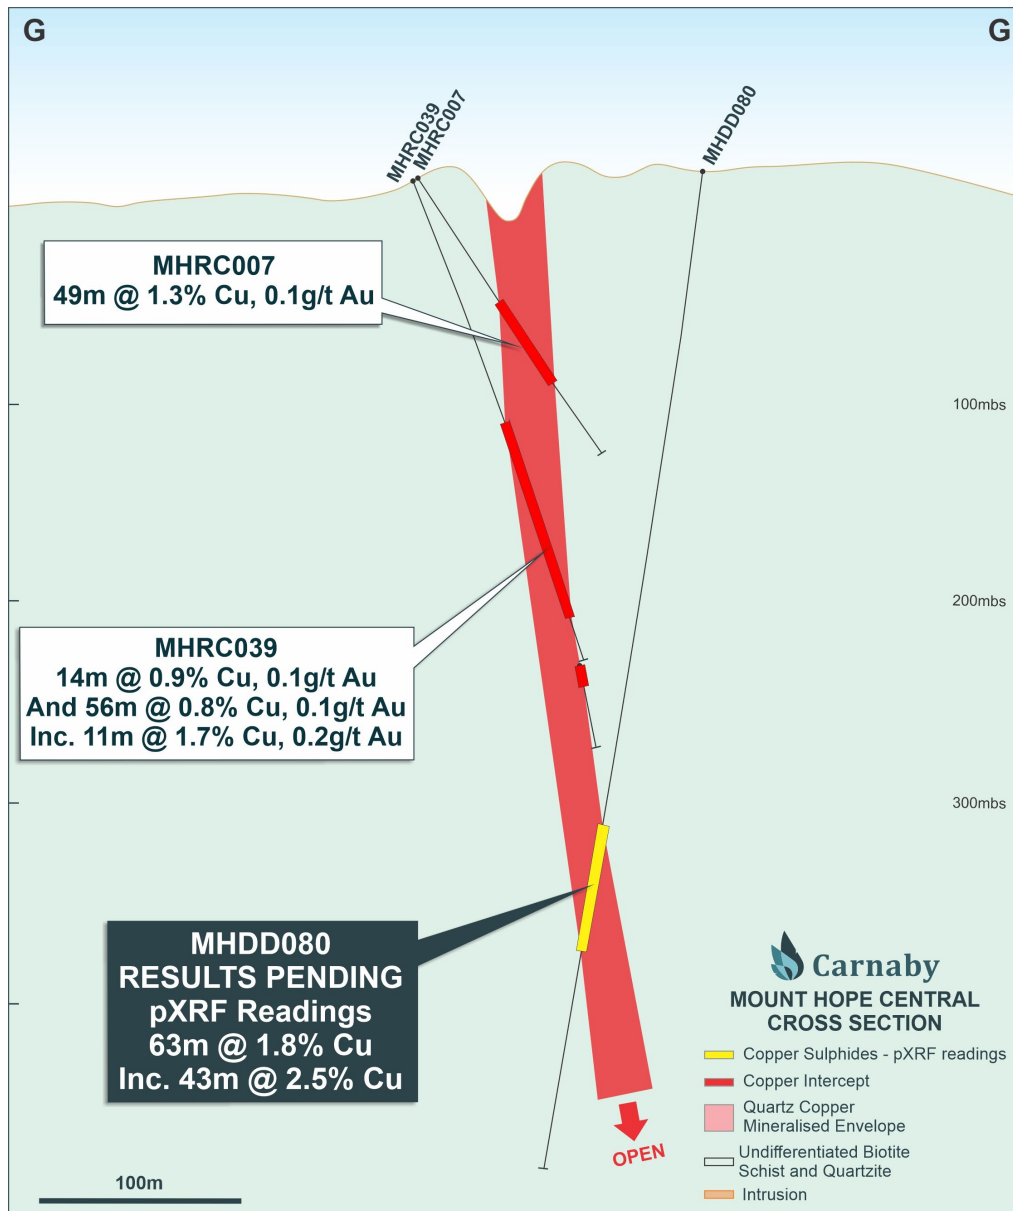 G
G
MHRC039
MHRC007
MHDD080
MHRC007
49m @ 1.3% Cu, 0.1g/t Au
100mbs
200mbs
MHRC039
14m @ 0.9% Cu, 0.1g/t Au
And 56m @ 0.8% Cu, 0.1g/t Au
Inc. 11m @ 1.7% Cu, 0.2g/t Au
300mbs
MHDD080
RESULTS PENDING
pXRF Readings
63m @ 1.8% Cu
Inc. 43m @ 2.5% Cu
OPEN
100m
Carnaby
MOUNT HOPE CENTRAL
CROSS SECTION
Copper Sulphides - pXRF readings
Copper Intercept
Quartz Copper
Mineralised Envelope
Undifferentiated Biotite
Schist and Quartzite
Intrusion